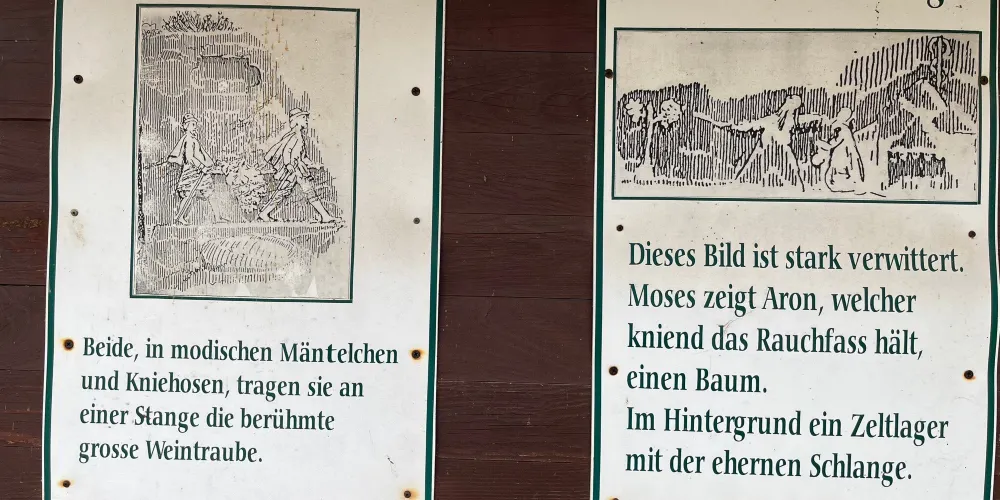 Beide, in modischen Mäntelchen
und Kniehosen, tragen sie an
einer Stange die berühmte
grosse Weintraube.
Dieses Bild ist stark verwittert.
Moses zeigt Aron, welcher
kniend das Rauchfass hält,
einen Baum.
Im Hintergrund ein Zeltlager
mit der ehernen Schlange.